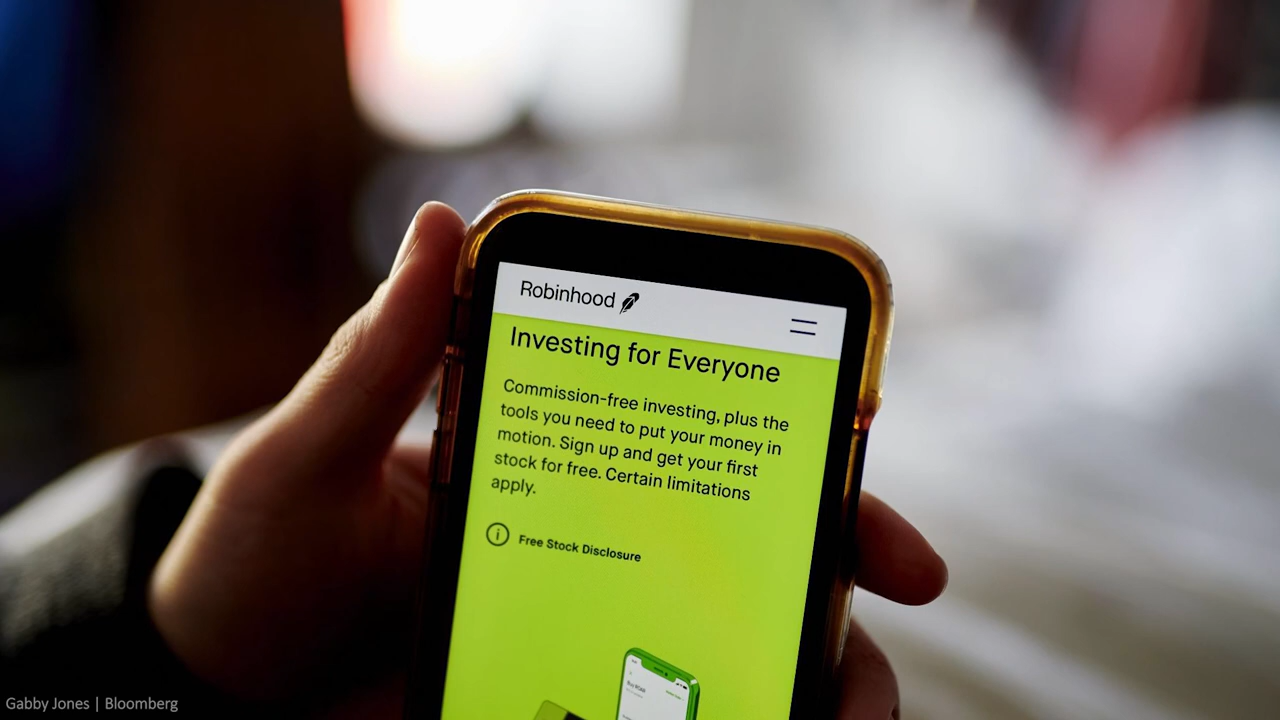 Robinhood
Investing for Everyone
Commission-free investing, plus the
tools you need to put your money in
motion. Sign up and get your first
stock for free. Certain limitations
apply.
Free Stock Disclosure
Gabby Jones | Bloomberg